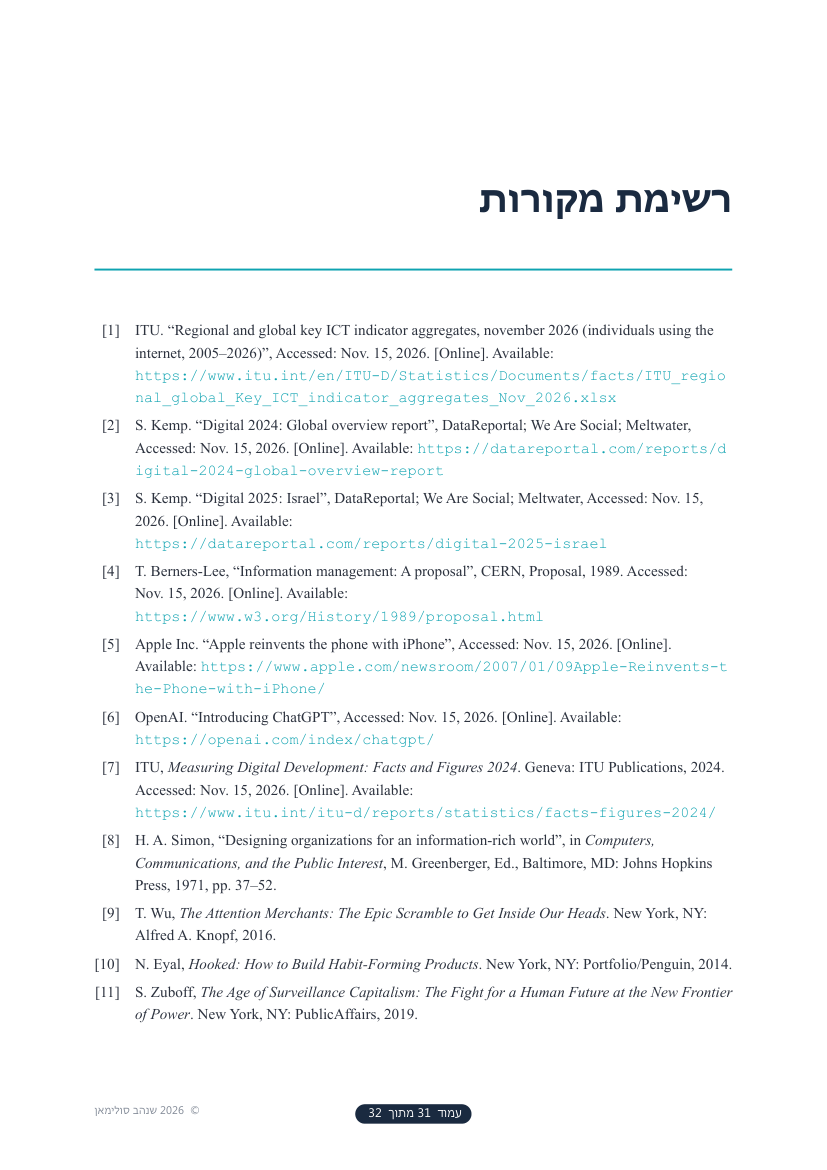 רשימת מקורות
[1] ITU. “Regional and global key ICT indicator aggregates, november 2026 (individuals using the
internet, 2005–2026)”, Accessed: Nov. 15, 2026. [Online]. Available:
https://www.itu.int/en/ITU-D/Statistics/Documents/facts/ITU_regio
nal_global_Key_ICT_indicator_aggregates_Nov_2026.xlsx
[2] S. Kemp. “Digital 2024: Global overview report”, DataReportal; We Are Social; Meltwater,
Accessed: Nov. 15, 2026. [Online]. Available: https://datareportal.com/reports/d
igital-2024-global-overview-report
[3] S. Kemp. “Digital 2025: Israel”, DataReportal; We Are Social; Meltwater, Accessed: Nov. 15,
2026. [Online]. Available:
https://datareportal.com/reports/digital-2025-israel
[4] T. Berners-Lee, “Information management: A proposal”, CERN, Proposal, 1989. Accessed:
Nov. 15, 2026. [Online]. Available:
https://www.w3.org/History/1989/proposal.html
[5] Apple Inc. “Apple reinvents the phone with iPhone”, Accessed: Nov. 15, 2026. [Online].
Available: https://www.apple.com/newsroom/2007/01/09Apple-Reinvents-t
he-Phone-with-iPhone/
[6] OpenAI. “Introducing ChatGPT”, Accessed: Nov. 15, 2026. [Online]. Available:
https://openai.com/index/chatgpt/
[7] ITU, Measuring Digital Development: Facts and Figures 2024. Geneva: ITU Publications, 2024.
Accessed: Nov. 15, 2026. [Online]. Available:
https://www.itu.int/itu-d/reports/statistics/facts-figures-2024/
[8] H. A. Simon, “Designing organizations for an information-rich world”, in Computers,
Communications, and the Public Interest, M. Greenberger, Ed., Baltimore, MD: Johns Hopkins
Press, 1971, pp. 37–52.
[9] T. Wu, The Attention Merchants: The Epic Scramble to Get Inside Our Heads. New York, NY:
Alfred A. Knopf, 2016.
[10] N. Eyal, Hooked: How to Build Habit-Forming Products. New York, NY: Portfolio/Penguin, 2014.
[11] S. Zuboff, The Age of Surveillance Capitalism: The Fight for a Human Future at the New Frontier
of Power. New York, NY: PublicAffairs, 2019.
© 2026 שנהב סולימאן
עמוד 31 מתוך 32